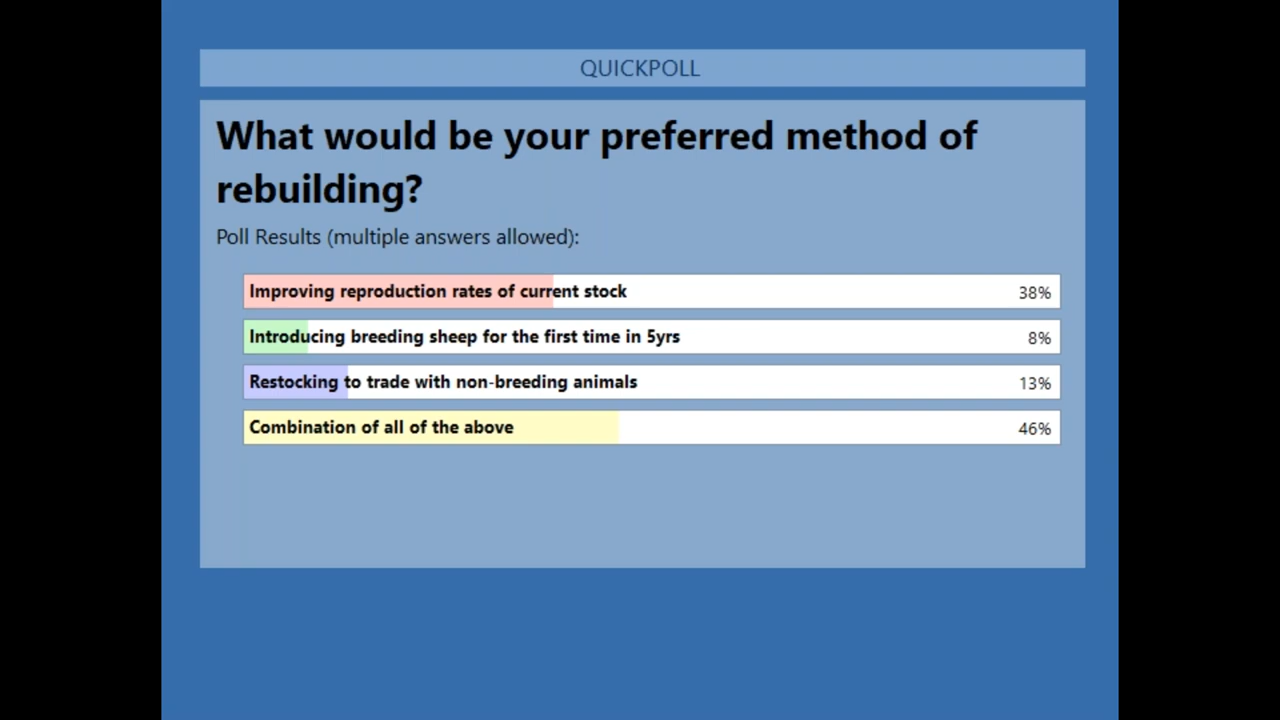 QUICKPOLL
What would be your preferred method of
rebuilding?
Poll Results (multiple answers allowed):
Improving reproduction rates of current stock 38%
Introducing breeding sheep for the first time in 5yrs 8%
Restocking to trade with non-breeding animals 13%
Combination of all of the above 46%